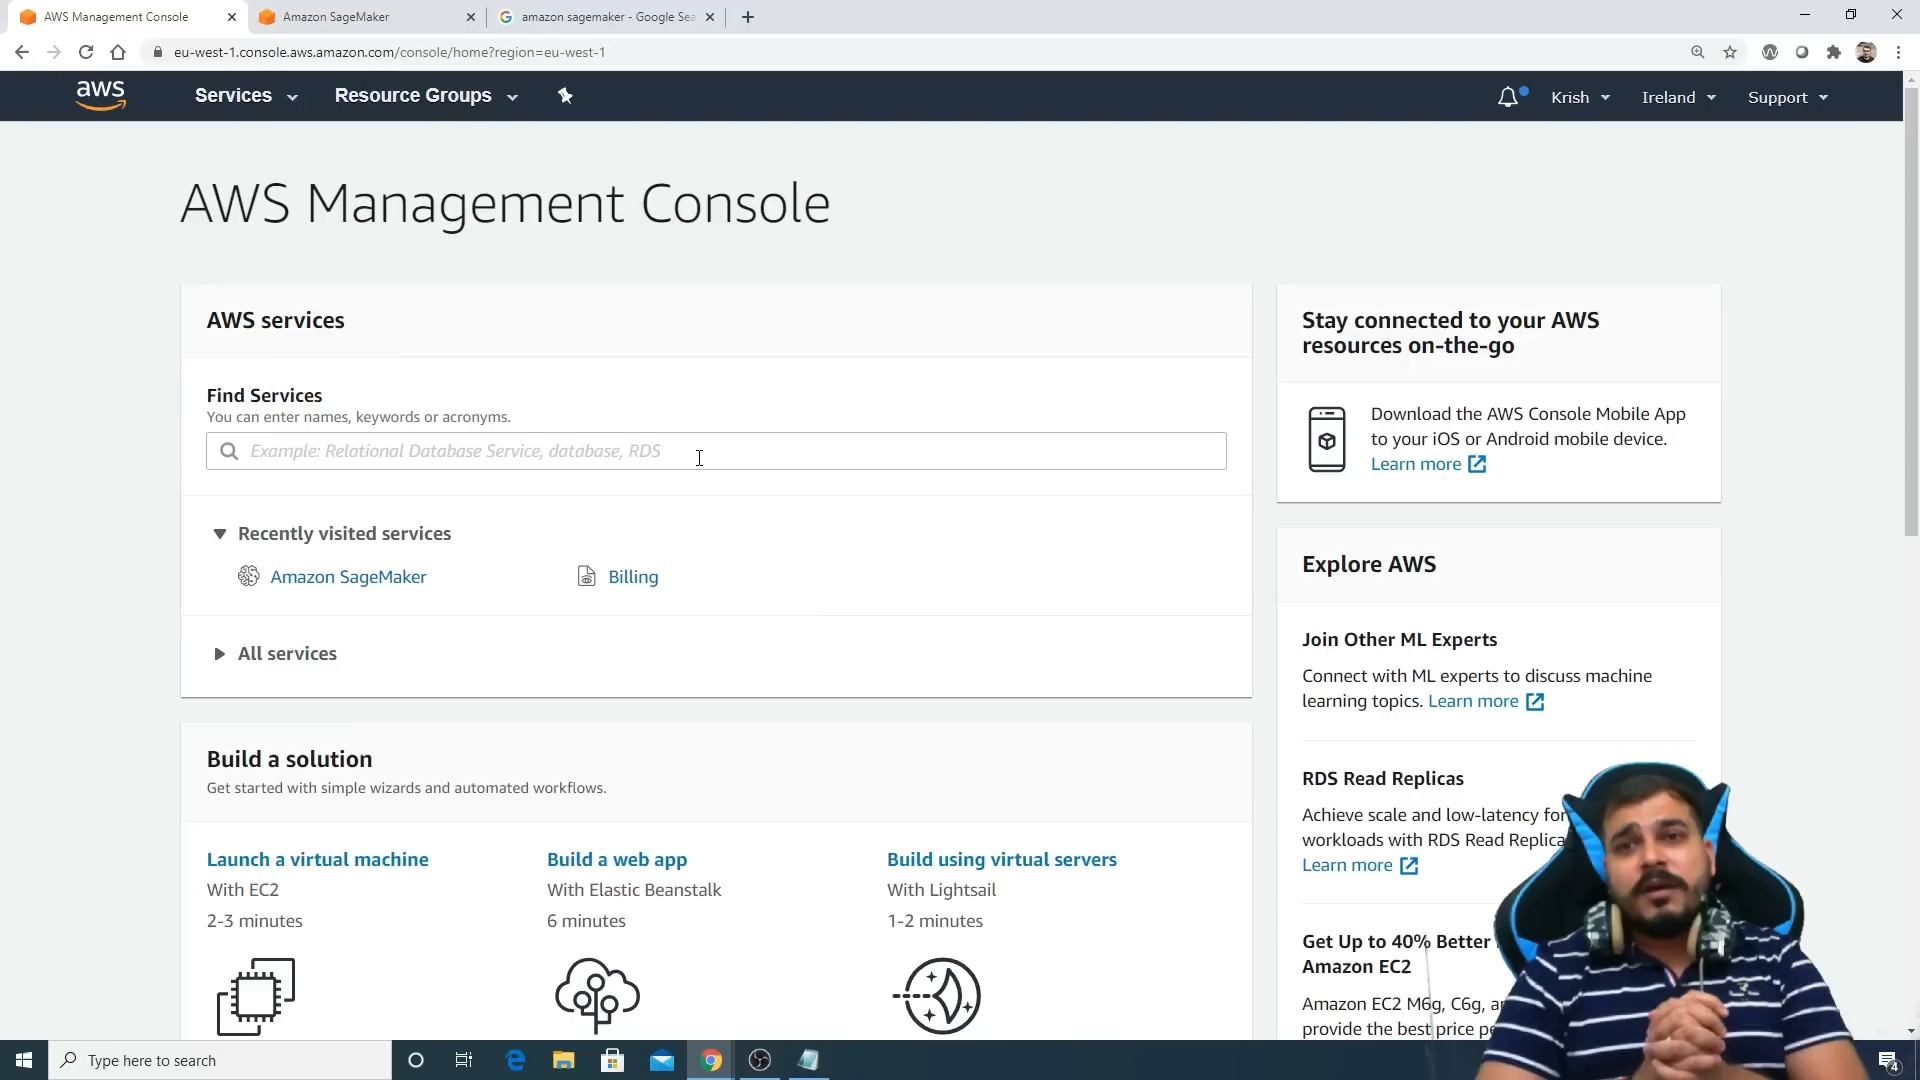 AWS Management Console
Amazon SageMaker
amazon sagemaker - Google Sea
eu-west-1.console.aws.amazon.com/console/home?region=eu-west-1
aws
Services
Resource Groups
Krish
Ireland
Support
AWS Management Console
AWS services
Find Services
You can enter names, keywords or acronyms.
Example: Relational Database Service, database, RDS
Recently visited services
Amazon SageMaker
Billing
All services
Build a solution
Get started with simple wizards and automated workflows.
Launch a virtual machine
With EC2
2-3 minutes
Build a web app
With Elastic Beanstalk
6 minutes
Build using virtual servers
With Lightsail
1-2 minutes
Stay connected to your AWS
resources on-the-go
Download the AWS Console Mobile App
to your iOS or Android mobile device.
Learn more
Explore AWS
Join Other ML Experts
Connect with ML experts to discuss machine
learning topics. Learn more
RDS Read Replicas
Achieve scale and low-latency for
workloads with RDS Read Replica
Learn more
Get Up to 40% Better
Amazon EC2
Amazon EC2 M6g, C6g,
provide the best price
Type here to search
4